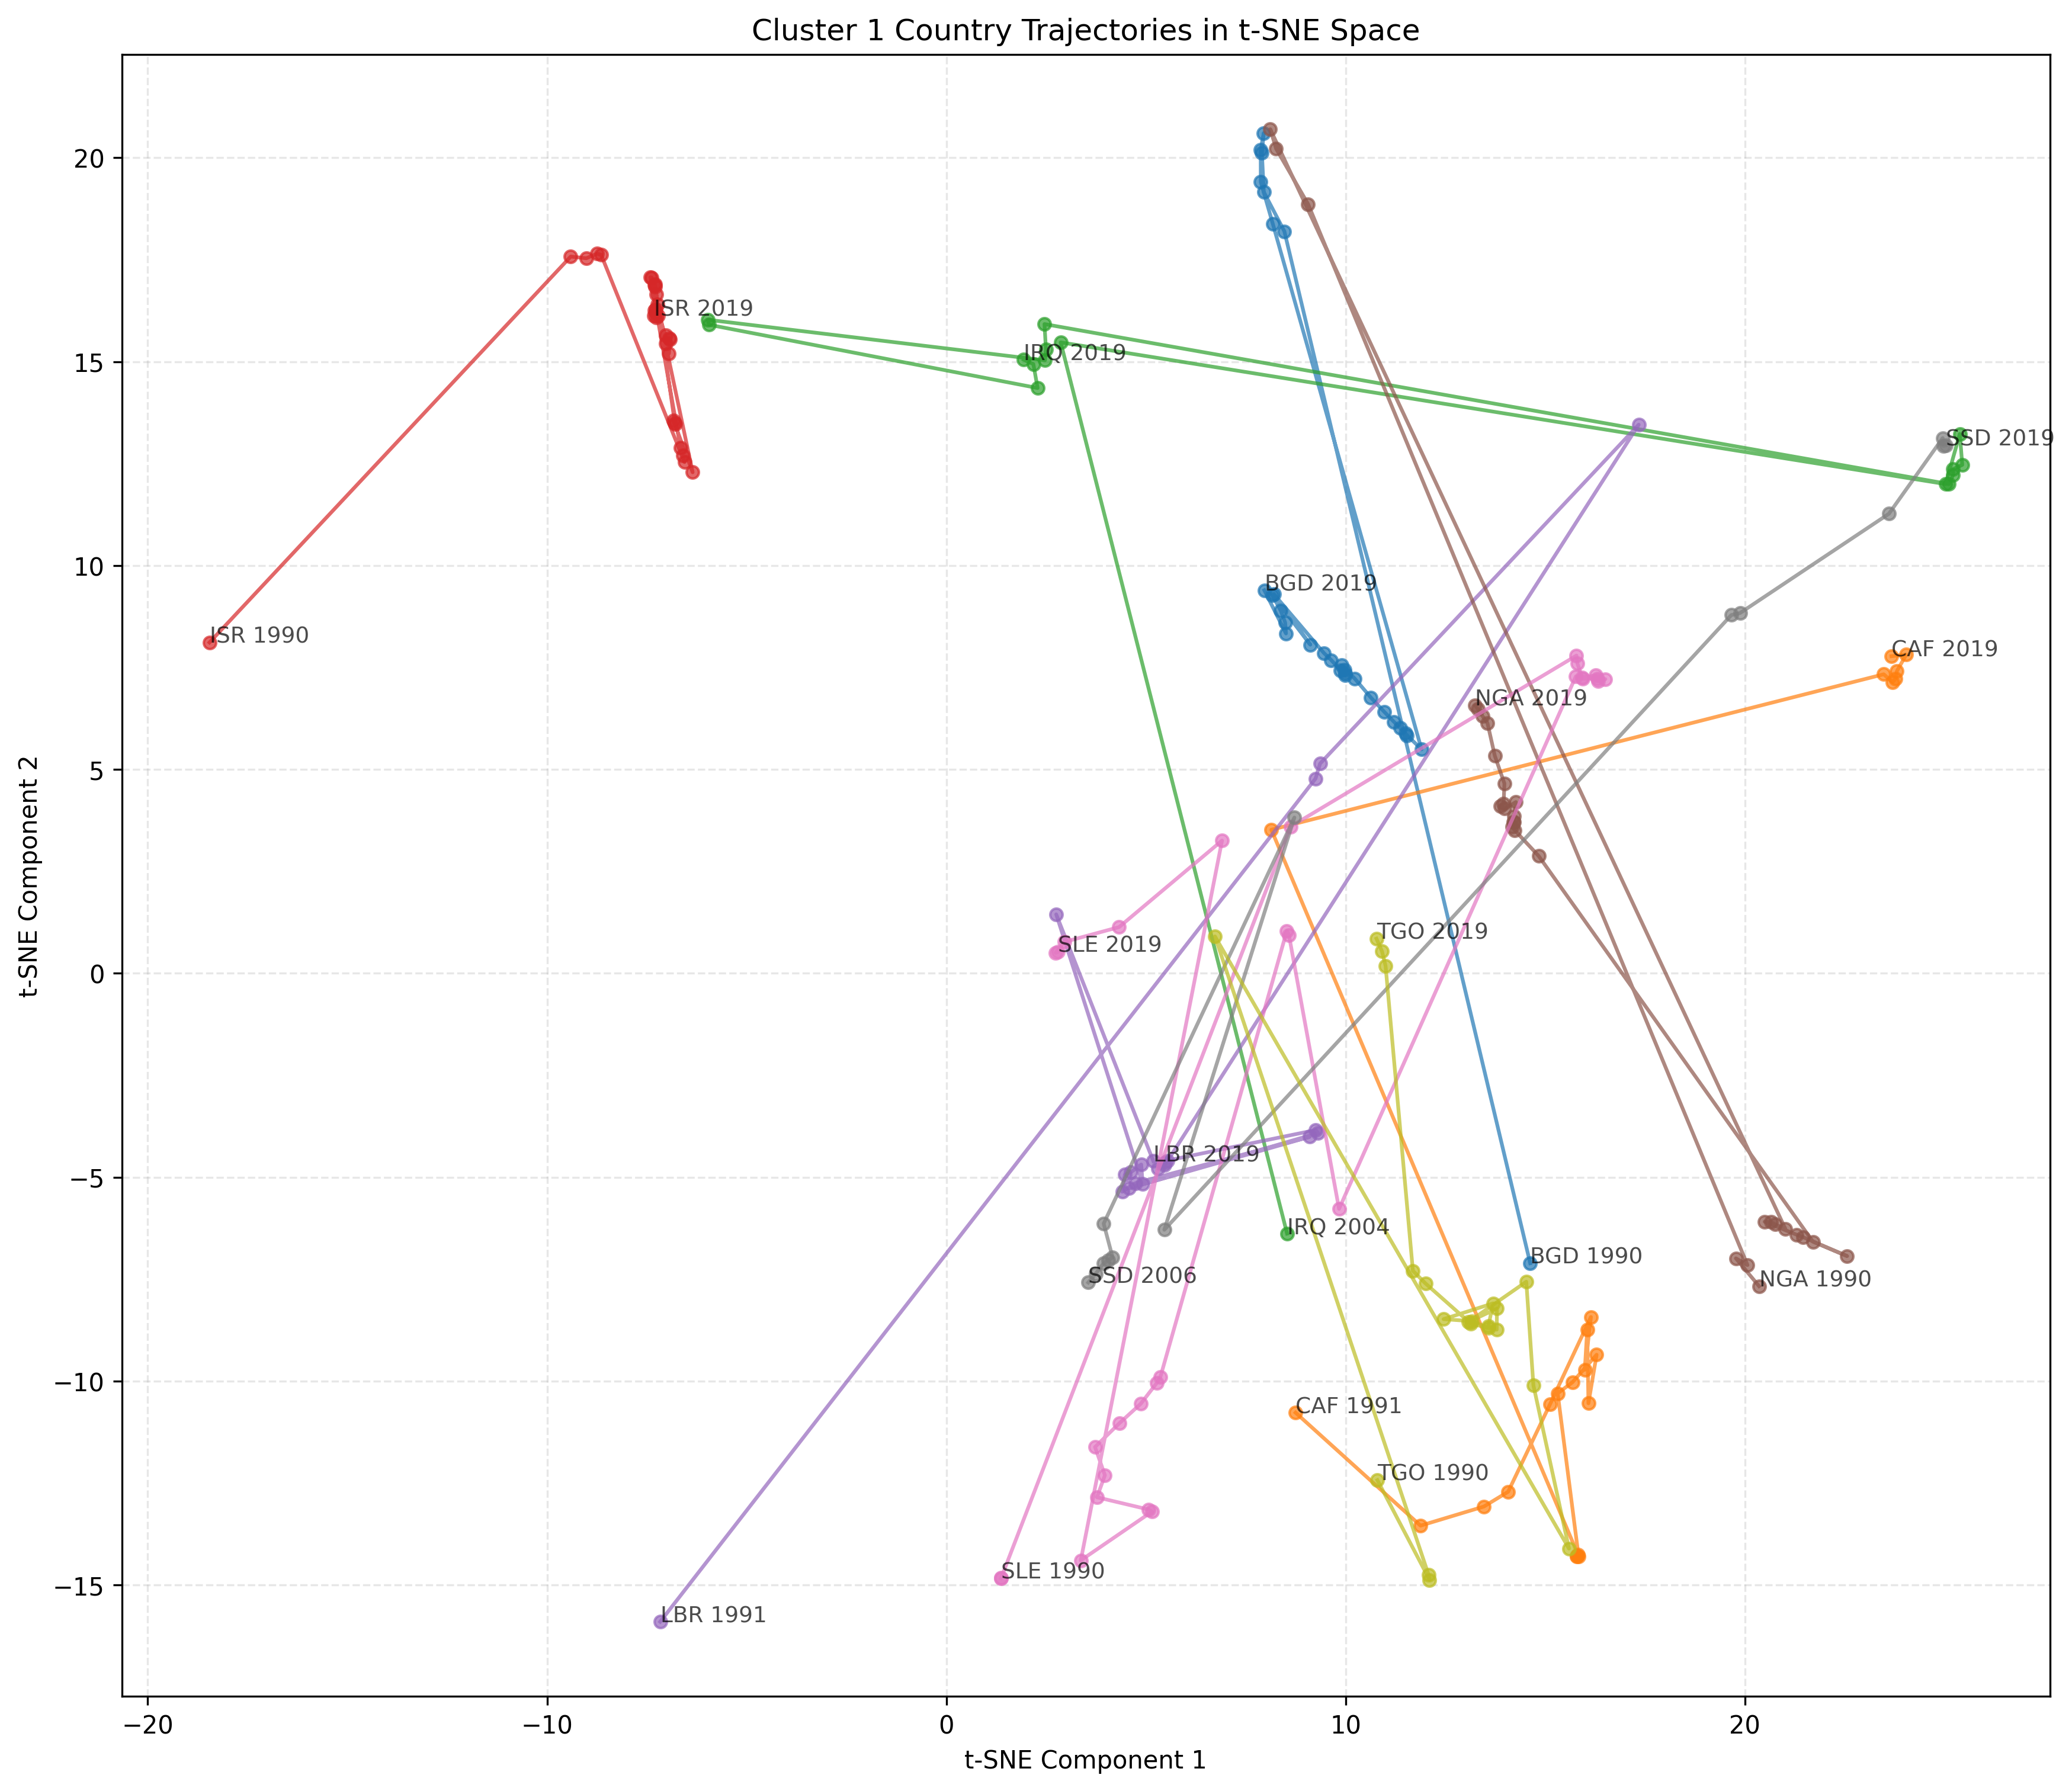 Cluster 1 Country Trajectories in t-SNE Space
t-SNE Component 2
20
15
10
5
0
−5
−10
−15
ISR 2019
IRQ 2019
SSD 2019
BGD 2019
ISR 1990
CAF 2019
NGA 2019
TGO 2019
SLE 2019
LBR 2019
IRQ 2004
BGD 1990
SSD 2006
NGA 1990
CAF 1991
TGO 1990
SLE 1990
LBR 1991
−20
−10
0
10
20
t-SNE Component 1